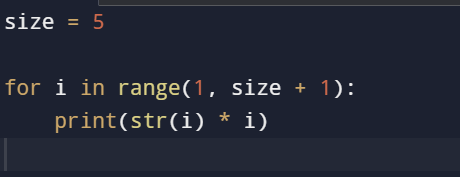 size = 5
for i in range(1, size + 1):
    print(str(i) * i)